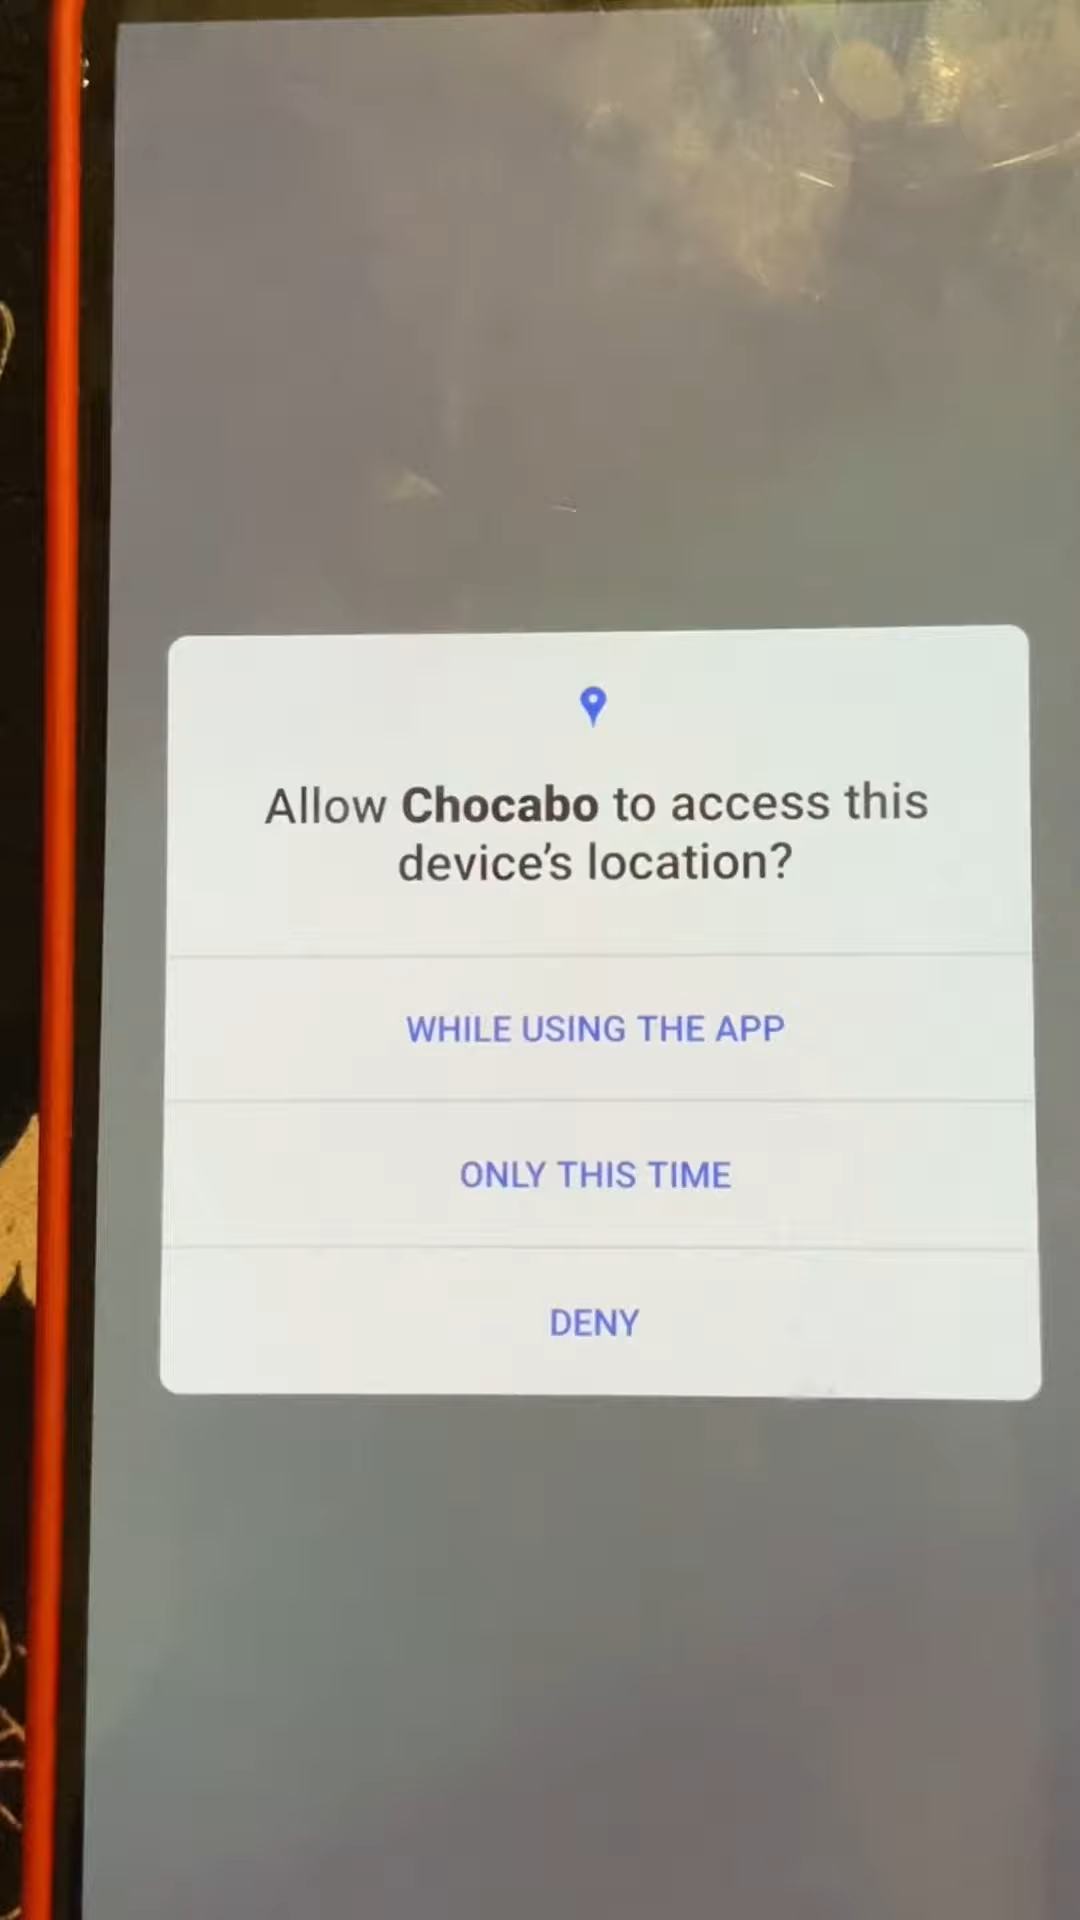 Allow Chocabo to access this
device's location?
WHILE USING THE APP
ONLY THIS TIME
DENY